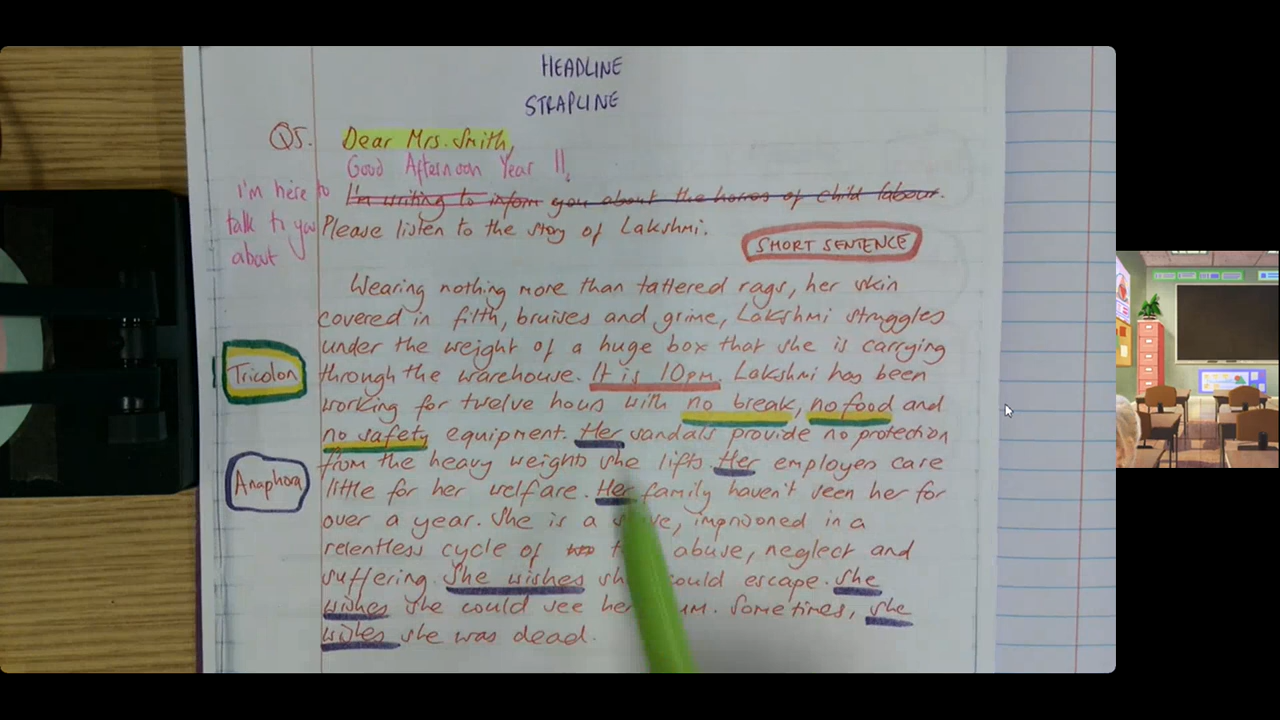 HEADLINE
STRAPLINE
Q5. Dear Mrs. Smith,
Good Afternoon Year 11.
I'm here to
talk to you
about
I'm writing to inform you about the horrors of child labour.
Please listen to the story of Lakshmi.
SHORT SENTENCE
Wearing nothing more than tattered rags, her skin
covered in filth, bruises and grime, Lakshmi struggles
under the weight of a huge box that she is carrying
Tricolon
through the warehouse. It is 10pm. Lakshmi has been
working for twelve hours with no break, no food and
no safety equipment. Her sandals provide no protection
from the heavy weights she lifts. Her employers care
Anaphora
little for her welfare. Her family haven't seen her for
over a year. She is a imprisoned in a
relentless cycle of abuse, neglect and
suffering. She wishes could escape. She
wishes she could see her mum. Sometimes, she
wishes she was dead.